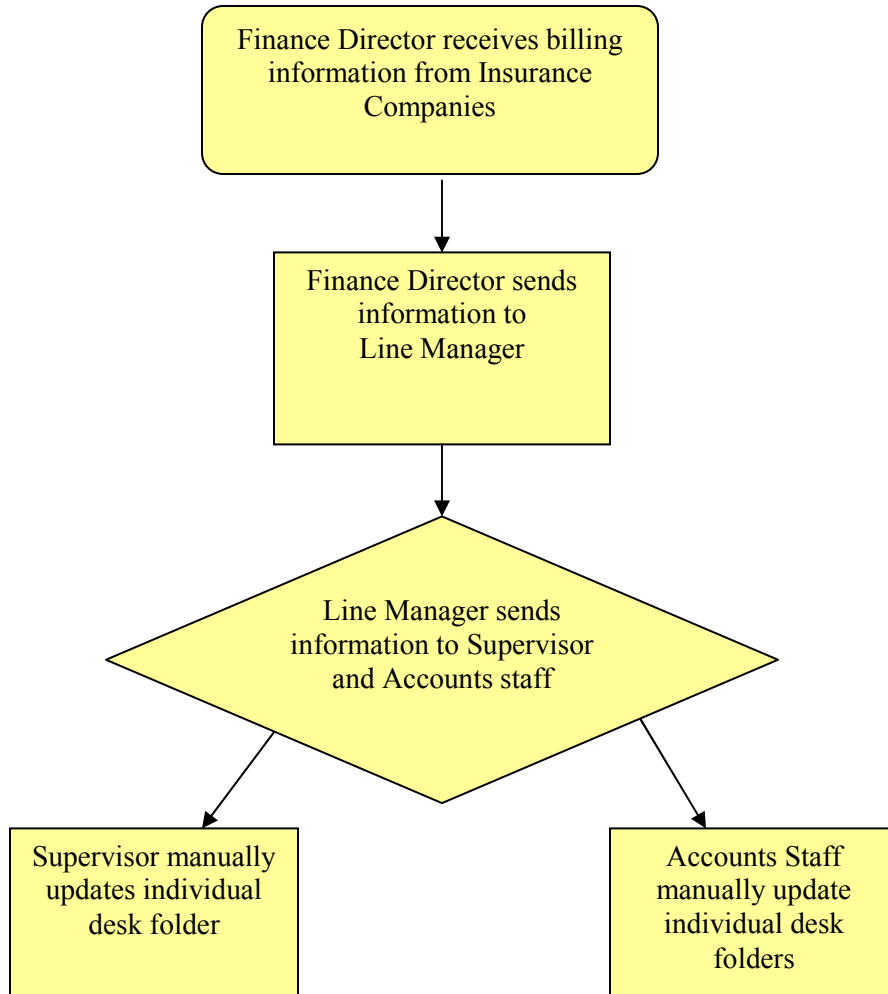 Finance Director receives billing
information from Insurance
Companies
Finance Director sends
information to
Line Manager
Line Manager sends
information to Supervisor
and Accounts staff
Supervisor manually
updates individual
desk folder
Accounts Staff
manually update
individual desk
folders